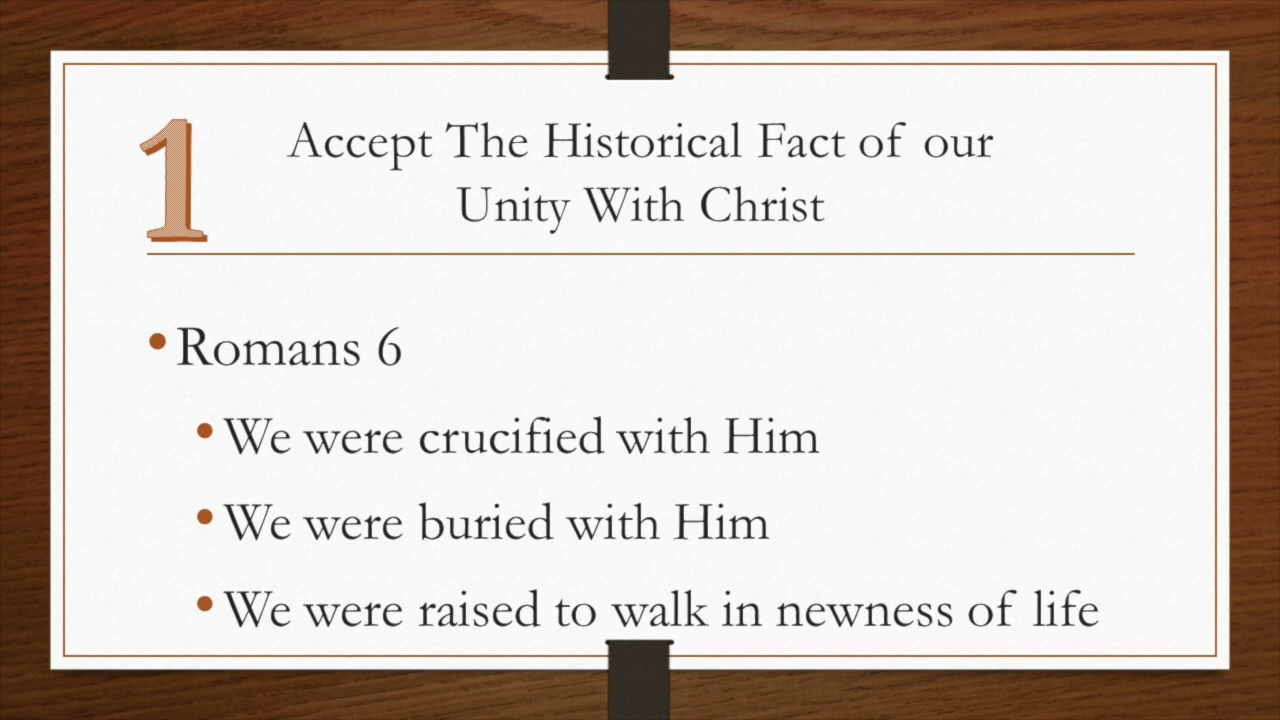 1
Accept The Historical Fact of our
Unity With Christ
• Romans 6
• We were crucified with Him
• We were buried with Him
• We were raised to walk in newness of life